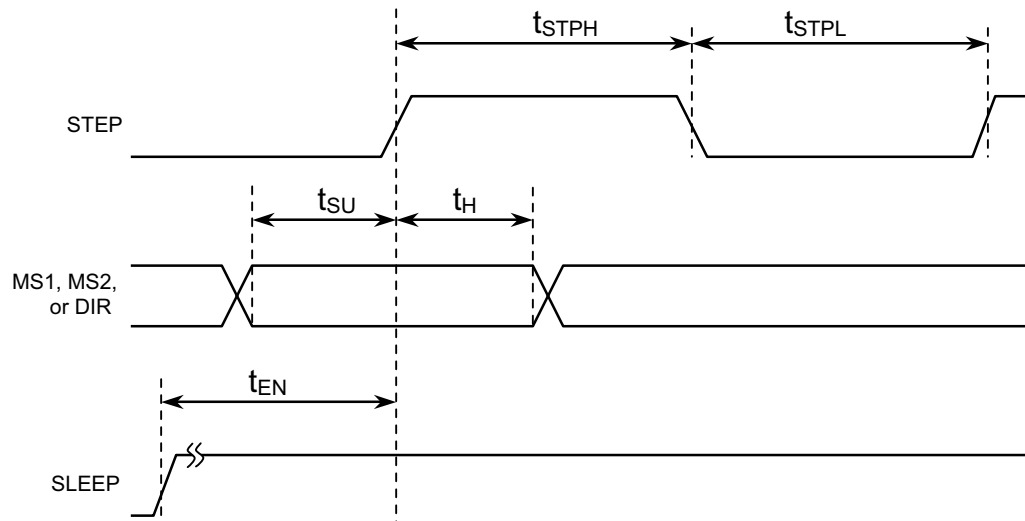 tSTPH
tSTPL
STEP
tSU
tH
MS1, MS2,
or DIR
tEN
SLEEP